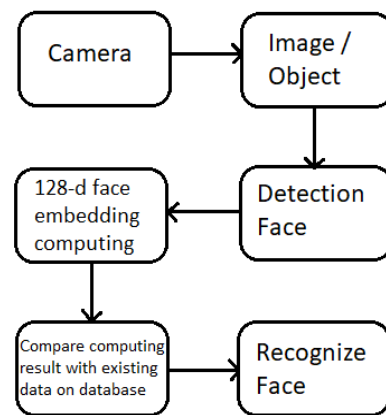 Camera
Image /
Object
Detection
Face
128-d face
embedding
computing
Compare computing
result with existing
data on database
Recognize
Face